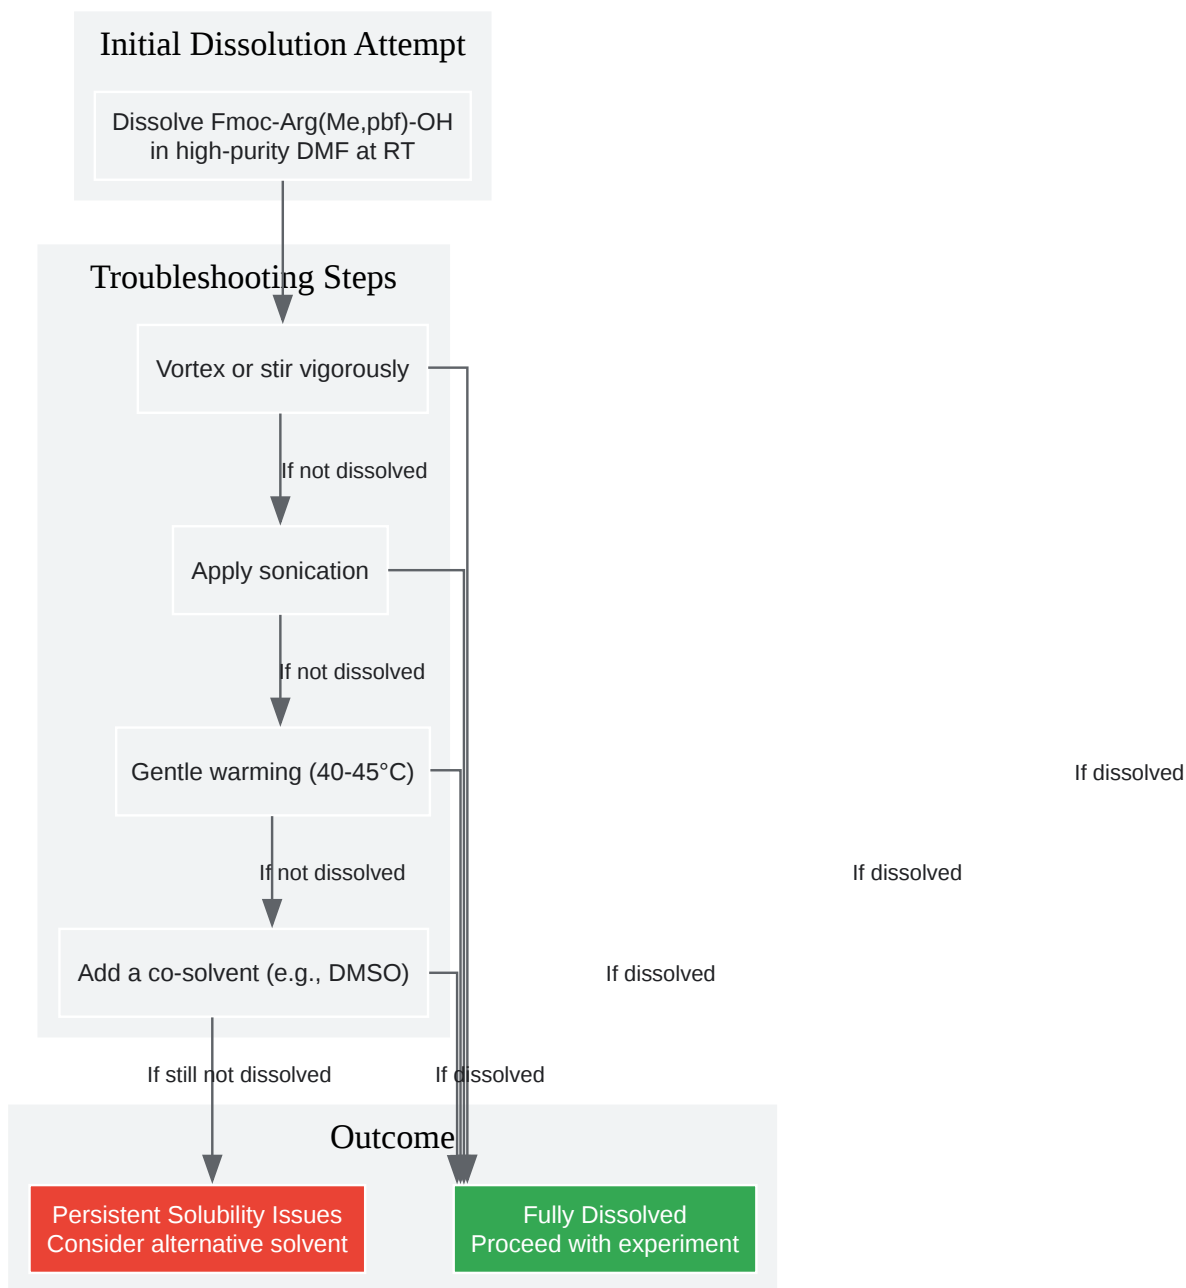 Initial Dissolution Attempt
Dissolve Fmoc-Arg(Me,pbf)-OH
in high-purity DMF at RT
Troubleshooting Steps
Vortex or stir vigorously
If not dissolved
Apply sonication
If not dissolved
Gentle warming (40-45°C)
If dissolved
If not dissolved
If dissolved
Add a co-solvent (e.g., DMSO)
If dissolved
If still not dissolved
If dissolved
Outcome
Persistent Solubility Issues
Consider alternative solvent
Fully Dissolved
Proceed with experiment